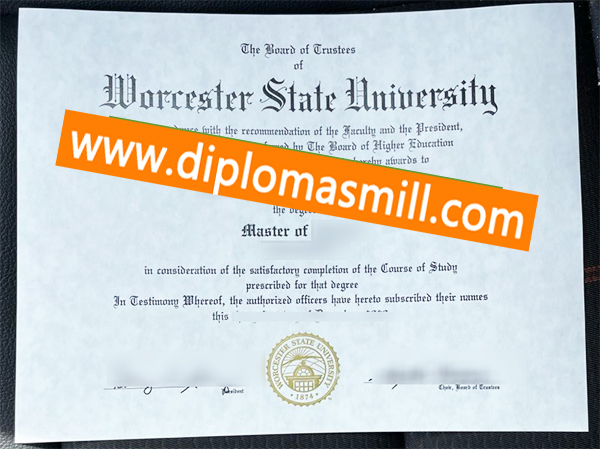 The Board of Trustees
of
Worcester State University
with the recommendation of the Faculty and the President,
by The Board of Higher Education
hereby awards to
www.diplomasmill.com
the degree
Master of
in consideration of the satisfactory completion of the Course of Study
prescribed for that degree
In Testimony Whereof, the authorized officers have hereto subscribed their names
this
WORCESTER STATE UNIVERSITY
1874
President
Chair, Board of Trustees